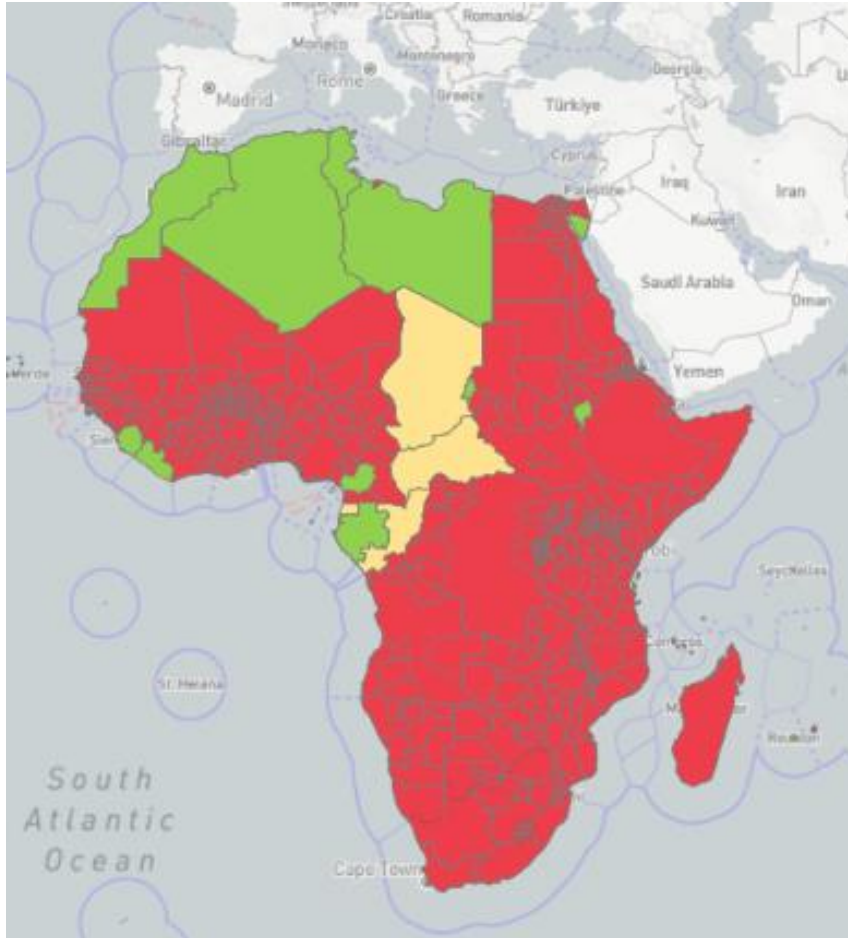 Croatia
Romania
Monaco
Montenegro
Rome
Georgia
Madrid
Greece
Türkiye
Gibraltar
Cyprus
Palestine
Iraq
Iran
Kuwait
Saudi Arabia
Oman
Yemen
Seychelles
Comoros
St. Helena
Reunion
South
Atlantic
Ocean
Cape Town